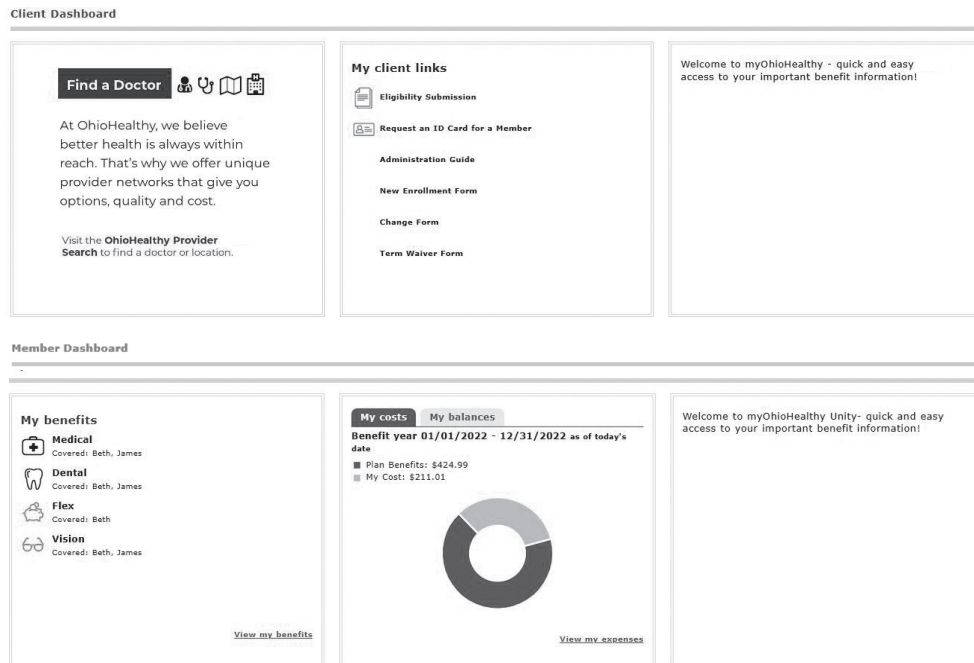 Client Dashboard
Find a Doctor
At OhioHealthy, we believe
better health is always within
reach. That's why we offer unique
provider networks that give you
options, quality and cost.
Visit the OhioHealthy Provider
Search to find a doctor or location.
My client links
Eligibility Submission
Request an ID Card for a Member
Administration Guide
New Enrollment Form
Change Form
Term Waiver Form
Welcome to myOhioHealthy - quick and easy
access to your important benefit information!
Member Dashboard
My benefits
Medical
Covered: Beth, James
Dental
Covered: Beth, James
Flex
Covered: Beth
Vision
Covered: Beth, James
View my benefits
My costs My balances
Benefit year 01/01/2022 - 12/31/2022 as of today's
date
Plan Benefits: $424.99
My Cost: $211.01
View my expenses
Welcome to myOhioHealthy Unity- quick and easy
access to your important benefit information!